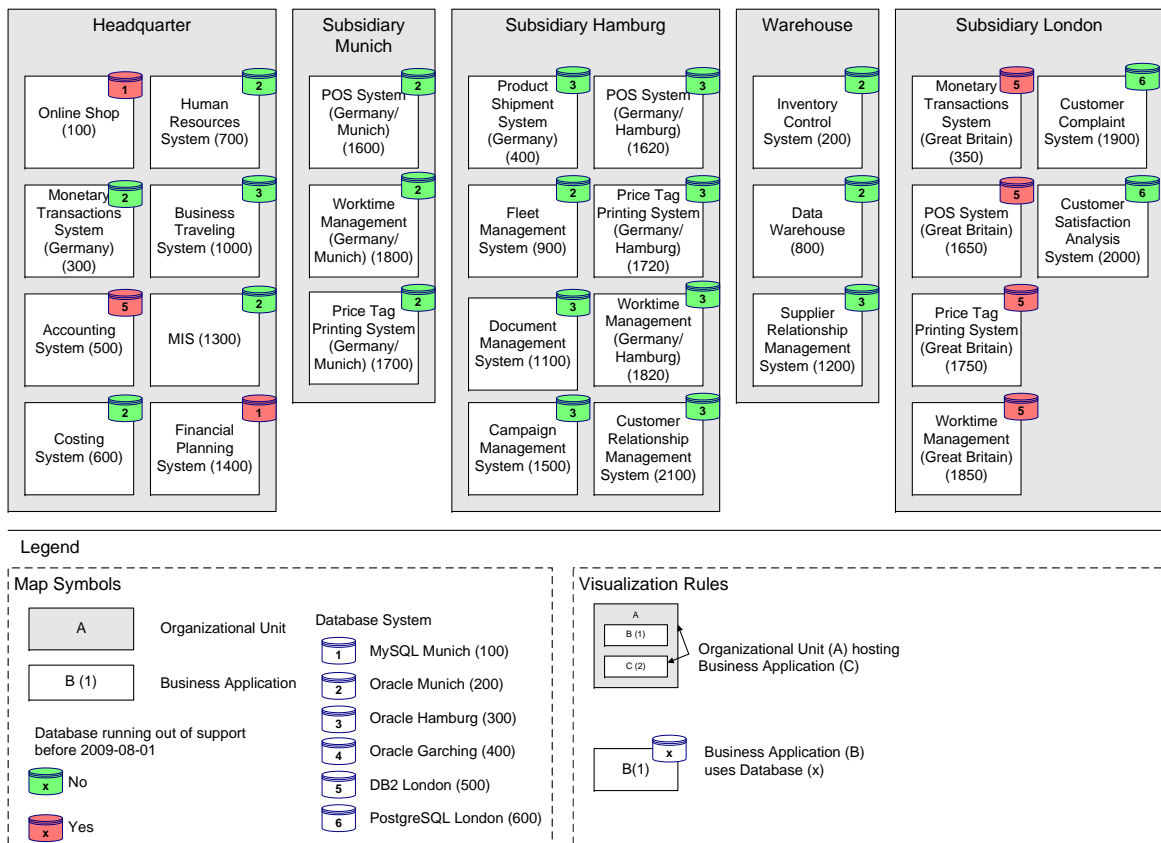 Headquarter
1
Online Shop
(100)
2
Human
Resources
System (700)
2
Monetary
Transactions
System
(Germany)
(300)
3
Business
Traveling
System (1000)
5
Accounting
System (500)
2
MIS (1300)
2
Costing
System (600)
1
Financial
Planning
System (1400)
Subsidiary
Munich
2
POS System
(Germany/
Munich)
(1600)
2
Worktime
Management
(Germany/
Munich) (1800)
2
Price Tag
Printing System
(Germany/
Munich) (1700)
Subsidiary Hamburg
3
Product
Shipment
System
(Germany)
(400)
3
POS System
(Germany/
Hamburg)
(1620)
2
Fleet
Management
System (900)
3
Price Tag
Printing System
(Germany/
Hamburg)
(1720)
3
Document
Management
System (1100)
3
Worktime
Management
(Germany/
Hamburg)
(1820)
3
Campaign
Management
System (1500)
3
Customer
Relationship
Management
System (2100)
Warehouse
2
Inventory
Control
System (200)
2
Data
Warehouse
(800)
3
Supplier
Relationship
Management
System (1200)
Subsidiary London
5
Monetary
Transactions
System
(Great Britain)
(350)
6
Customer
Complaint
System (1900)
5
POS System
(Great Britain)
(1650)
6
Customer
Satisfaction
Analysis
System (2000)
5
Price Tag
Printing System
(Great Britain)
(1750)
5
Worktime
Management
(Great Britain)
(1850)
Legend
Map Symbols
A
Organizational Unit
B (1)
Business Application
Database running out of support
before 2009-08-01
x
No
x
Yes
Database System
1
MySQL Munich (100)
2
Oracle Munich (200)
3
Oracle Hamburg (300)
4
Oracle Garching (400)
5
DB2 London (500)
6
PostgreSQL London (600)
Visualization Rules
A
B (1)
C (2)
Organizational Unit (A) hosting
Business Application (C)
x
B(1)
Business Application (B)
uses Database (x)